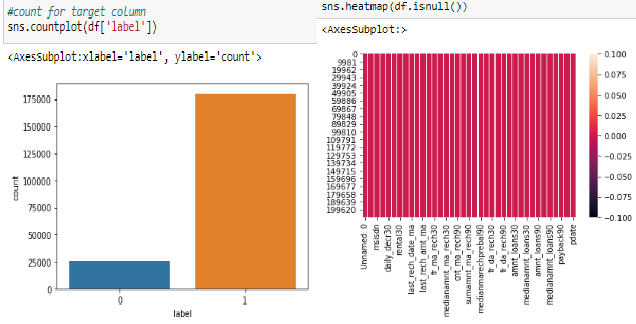 #count for target column
sns.countplot(df['label'])
<AxesSubplot:xlabel='label', ylabel='count'>
175000
150000
125000
100000
75000
50000
25000
0
count
0 1
label
sns.heatmap(df.isnull())
<AxesSubplot:>
0
9981
19962
29943
39924
49905
59886
69867
79848
89829
99810
109791
119772
129753
139734
149715
159696
169677
179658
189639
199620
0.100
0.075
0.050
0.025
0.000
−0.025
−0.050
−0.075
−0.100
Unnamed: 0
msisdn
daily_decr30
rental30
last_rech_date_ma
last_rech_amt_ma
fr_ma_rech30
medianamnt_ma_rech30
cnt_ma_rech90
sumamnt_ma_rech90
medianmarechprebal90
fr_da_rech30
fr_da_rech90
amnt_loans30
medianamnt_loans30
amnt_loans90
medianamnt_loans90
payback90
pdate